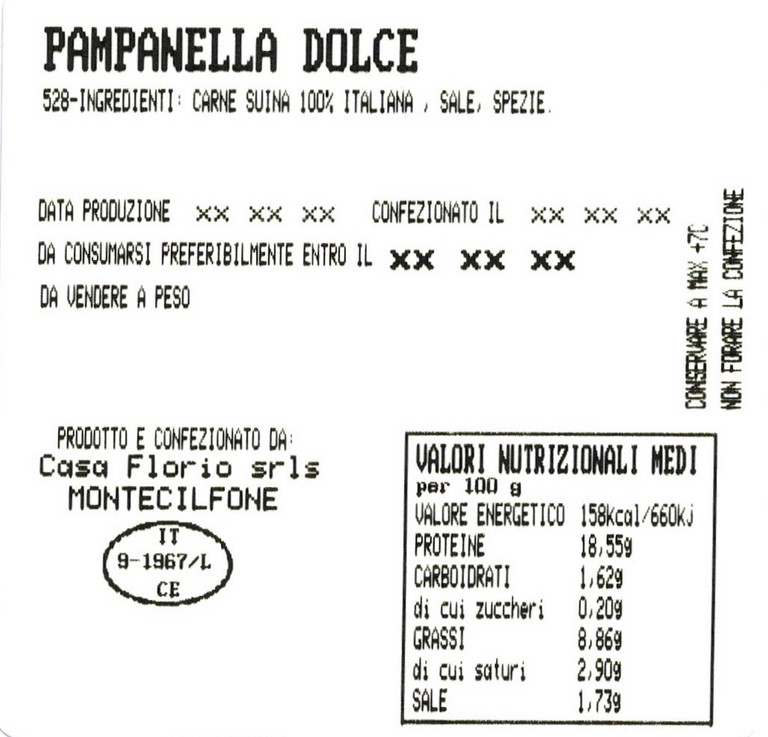 PAMPANELLA DOLCE
528-INGREDIENTI: CARNE SUINA 100% ITALIANA , SALE, SPEZIE.
DATA PRODUZIONE XX XX XX CONFEZIONATO IL XX XX XX
DA CONSUMARSI PREFERIBILMENTE ENTRO IL XX XX XX
DA VENDERE A PESO
CONSERVARE A MAX +7C
NON FORARE LA CONFEZIONE
PRODOTTO E CONFEZIONATO DA:
Casa Florio srls
MONTECILFONE
IT
9-1967/L
CE
VALORI NUTRIZIONALI MEDI
per 100 g
VALORE ENERGETICO 158Kcal/660kJ
PROTEINE 18,55g
CARBOIDRATI 1,62g
di cui zuccheri 0,20g
GRASSI 8,86g
di cui saturi 2,90g
SALE 1,73g